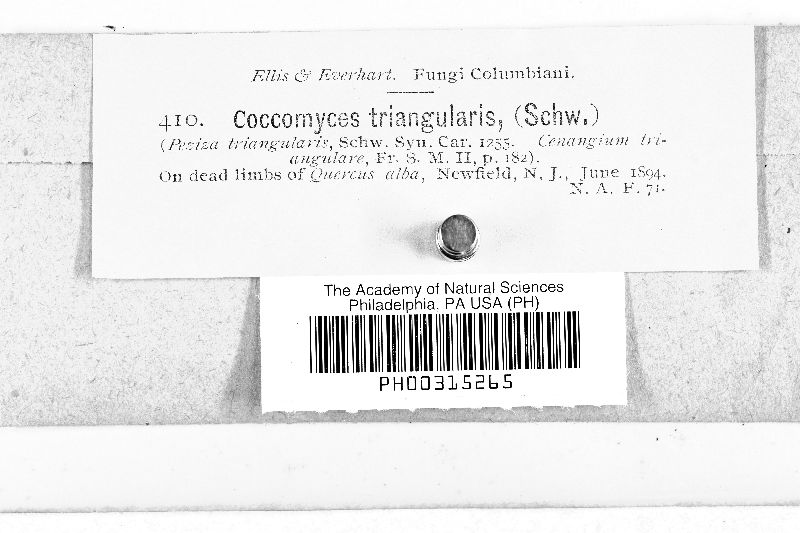 Ellis & Everhart. Fungi Columbiani.
410. Coccomyces triangularis, (Schw.)
(Peziza triangularis, Schw. Syn. Car. 1255. Cenangium tri-
angulare, Fr. S. M. II, p. 182).
On dead limbs of Quercus alba, Newfield, N. J., June 1894.
N. A. F. 71.
The Academy of Natural Sciences
Philadelphia, PA USA (PH)
PH00315265